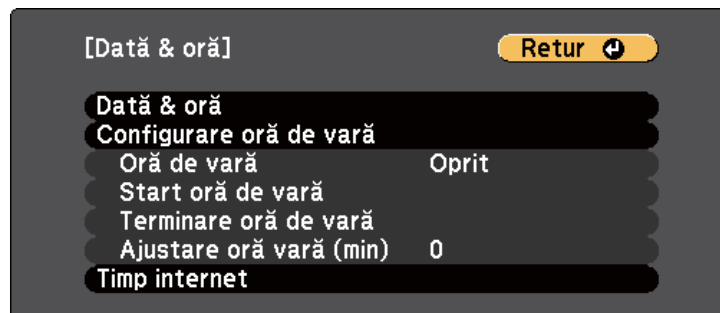 [Dată & oră]
Retur
Dată & oră
Configurare oră de vară
Oră de vară Oprit
Start oră de vară
Terminare oră de vară
Ajustare oră vară (min) 0
Timp internet